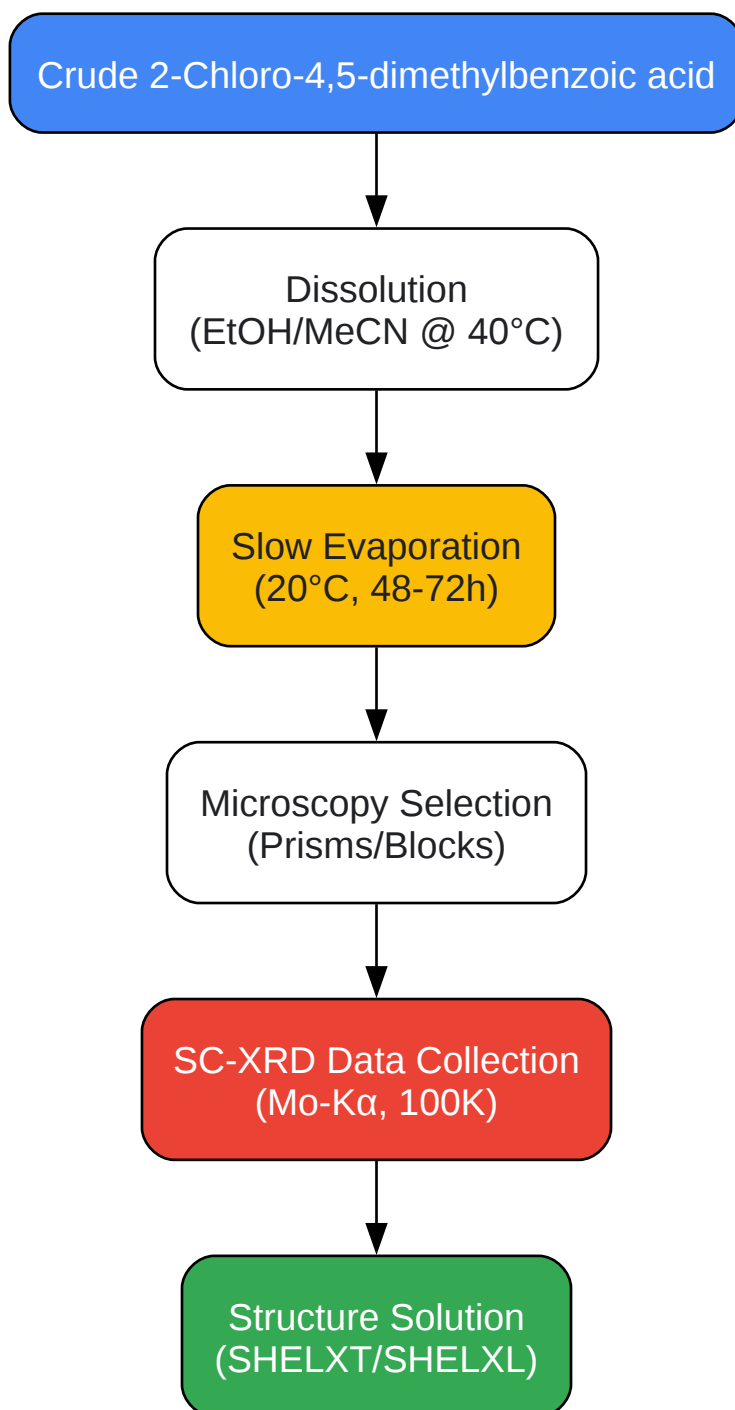 Crude 2-Chloro-4,5-dimethylbenzoic acid
Dissolution
(EtOH/MeCN @ 40°C)
Slow Evaporation
(20°C, 48-72h)
Microscopy Selection
(Prisms/Blocks)
SC-XRD Data Collection
(Mo-Kα, 100K)
Structure Solution
(SHELXT/SHELXL)